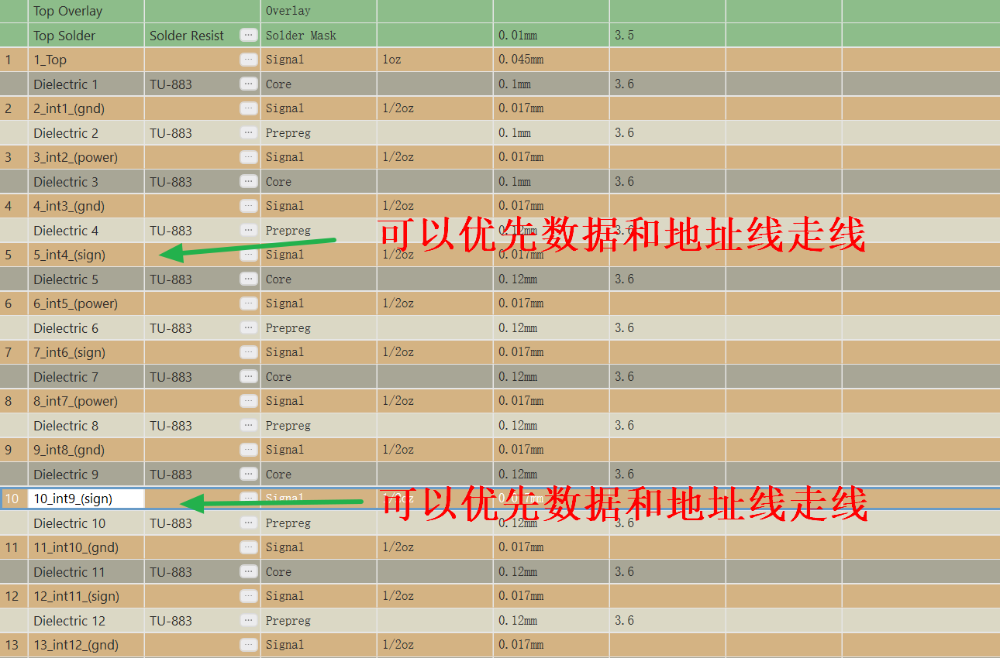 Top Overlay Overlay
Top Solder Solder Resist ... Solder Mask 0.01mm 3.5
1 1_Top ... Signal 1oz 0.045mm
Dielectric 1 TU-883 ... Core 0.1mm 3.6
2 2_int1_(gnd) ... Signal 1/2oz 0.017mm
Dielectric 2 TU-883 ... Prepreg 0.1mm 3.6
3 3_int2_(power) ... Signal 1/2oz 0.017mm
Dielectric 3 TU-883 ... Core 0.1mm 3.6
4 4_int3_(gnd) ... Signal 1/2oz 0.017mm
Dielectric 4 TU-883 ... Prepreg 0.12mm 3.6
可以优先数据和地址线走线
5 5_int4_(sign) ... Signal 1/2oz 0.017mm
Dielectric 5 TU-883 ... Core 0.12mm 3.6
6 6_int5_(power) ... Signal 1/2oz 0.017mm
Dielectric 6 TU-883 ... Prepreg 0.12mm 3.6
7 7_int6_(sign) ... Signal 1/2oz 0.017mm
Dielectric 7 TU-883 ... Core 0.12mm 3.6
8 8_int7_(power) ... Signal 1/2oz 0.017mm
Dielectric 8 TU-883 ... Prepreg 0.12mm 3.6
9 9_int8_(gnd) ... Signal 1/2oz 0.017mm
Dielectric 9 TU-883 ... Core 0.12mm 3.6
10 10_int9_(sign) ... Signal 1/2oz 0.017mm
可以优先数据和地址线走线
Dielectric 10 TU-883 ... Prepreg 0.12mm 3.6
11 11_int10_(gnd) ... Signal 1/2oz 0.017mm
Dielectric 11 TU-883 ... Core 0.12mm 3.6
12 12_int11_(sign) ... Signal 1/2oz 0.017mm
Dielectric 12 TU-883 ... Prepreg 0.12mm 3.6
13 13_int12_(gnd) ... Signal 1/2oz 0.017mm